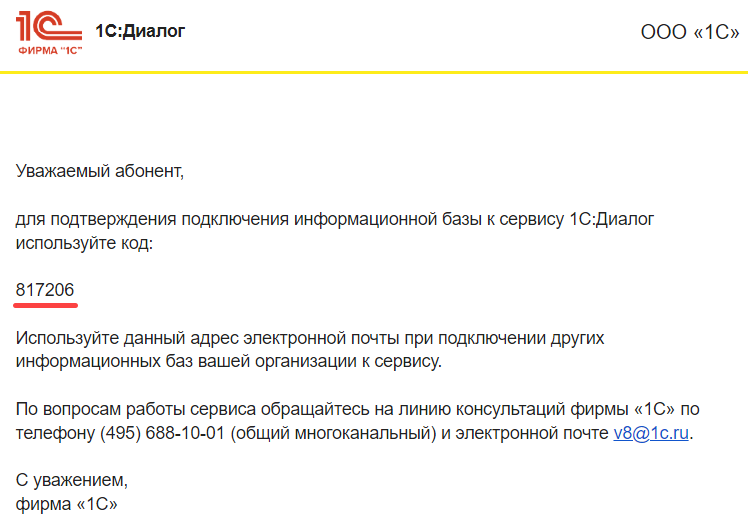 1С
ФИРМА "1С"
1С:Диалог
ООО «1С»
Уважаемый абонент,
для подтверждения подключения информационной базы к сервису 1С:Диалог
используйте код:
817206
Используйте данный адрес электронной почты при подключении других
информационных баз вашей организации к сервису.
По вопросам работы сервиса обращайтесь на линию консультаций фирмы «1С» по
телефону (495) 688-10-01 (общий многоканальный) и электронной почте v8@1c.ru.
С уважением,
фирма «1С»